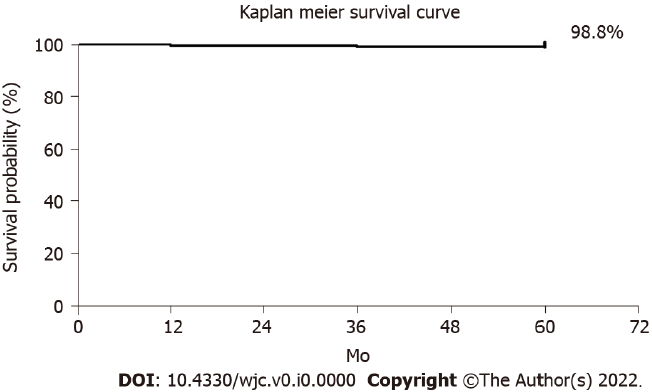 Kaplan meier survival curve
98.8%
100
80
60
40
20
0
Survival probability (%)
0 12 24 36 48 60 72
Mo
DOI: 10.4330/wjc.v0.i0.0000 Copyright ©The Author(s) 2022.